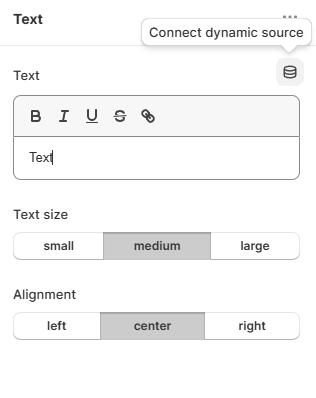 Text
Connect dynamic source
Text
B I U S
Text
Text size
small medium large
Alignment
left center right